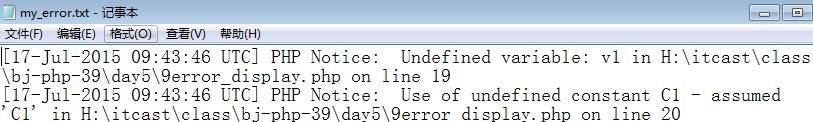 my_error.txt - 记事本
文件(F) 编辑(E) 格式(O) 查看(V) 帮助(H)
[17-Jul-2015 09:43:46 UTC] PHP Notice:  Undefined variable: v1 in H:\itcast\class
\bj-php-39\day5\9error_display.php on line 19
[17-Jul-2015 09:43:46 UTC] PHP Notice:  Use of undefined constant C1 - assumed
'C1' in H:\itcast\class\bj-php-39\day5\9error_display.php on line 20